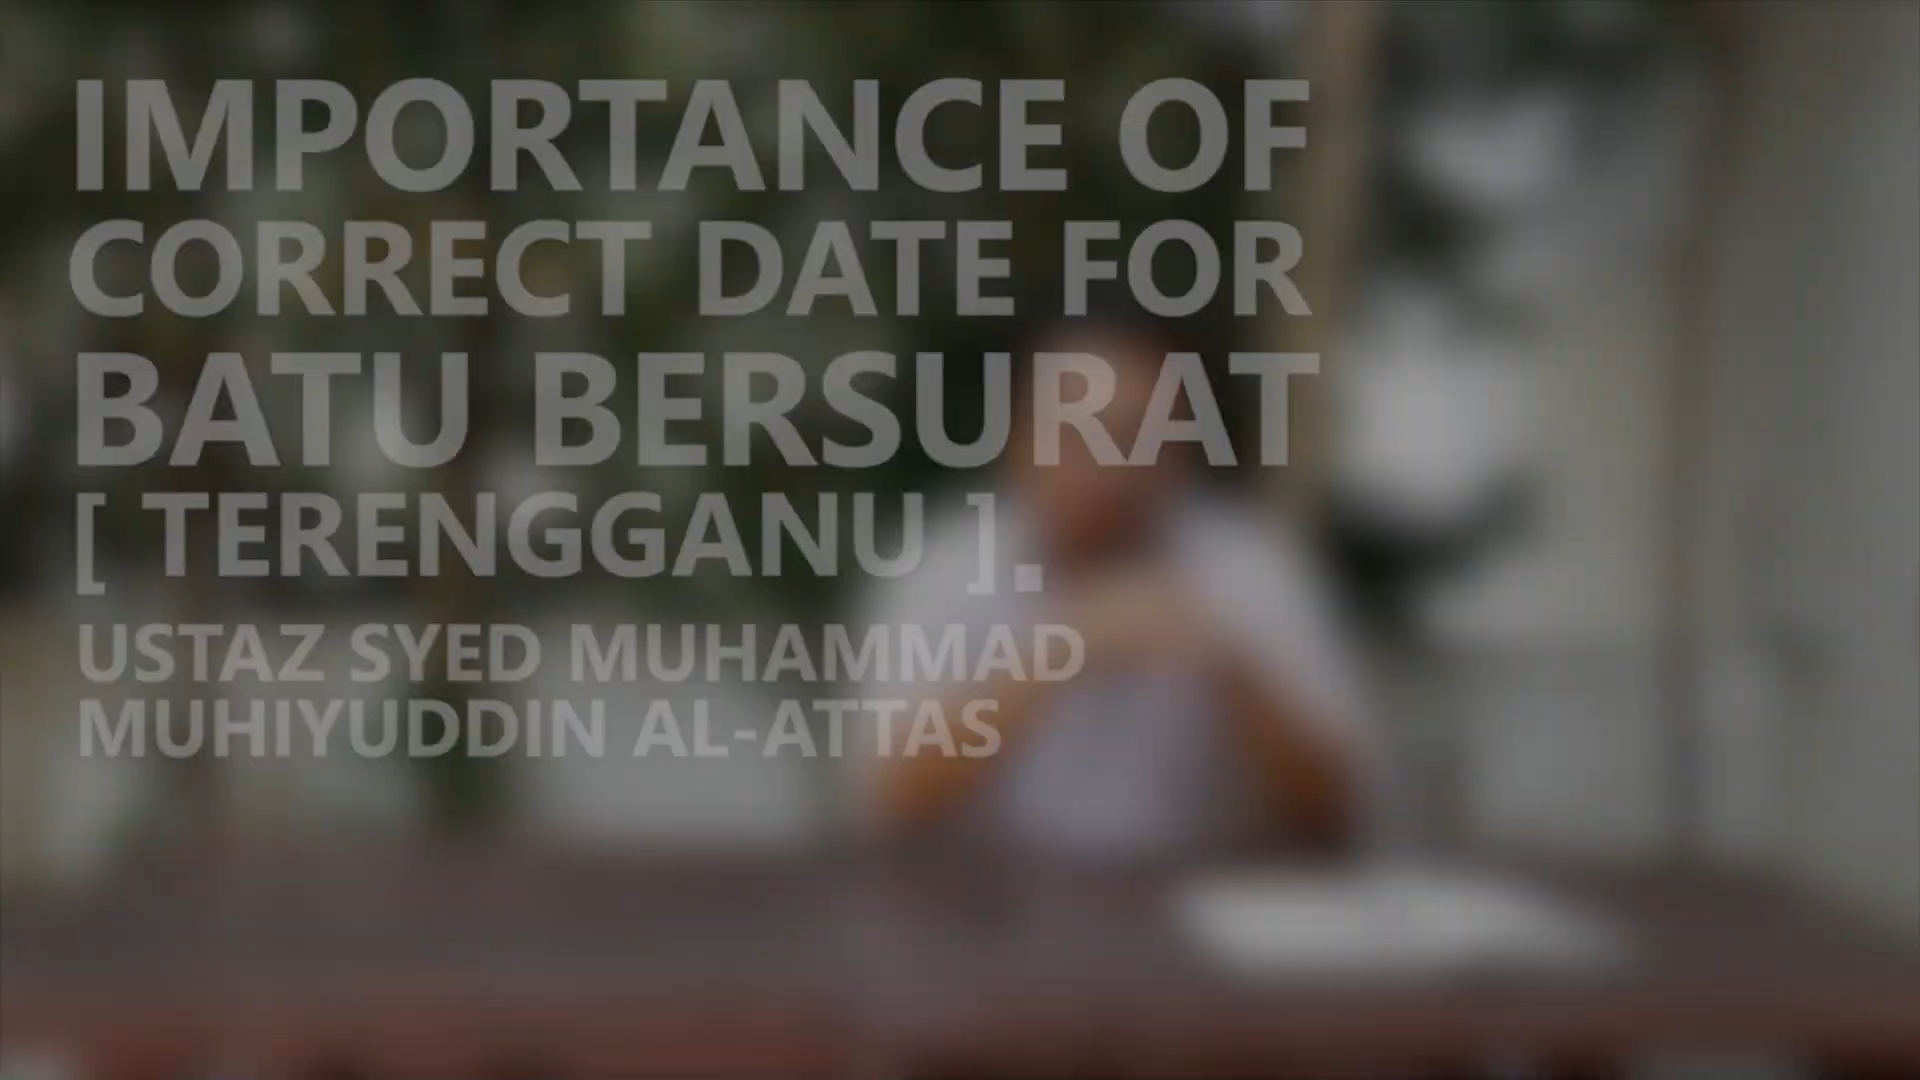 IMPORTANCE OF
CORRECT DATE FOR
BATU BERSURAT
[ TERENGGANU ].
USTAZ SYED MUHAMMAD
MUHIYUDDIN AL-ATTAS